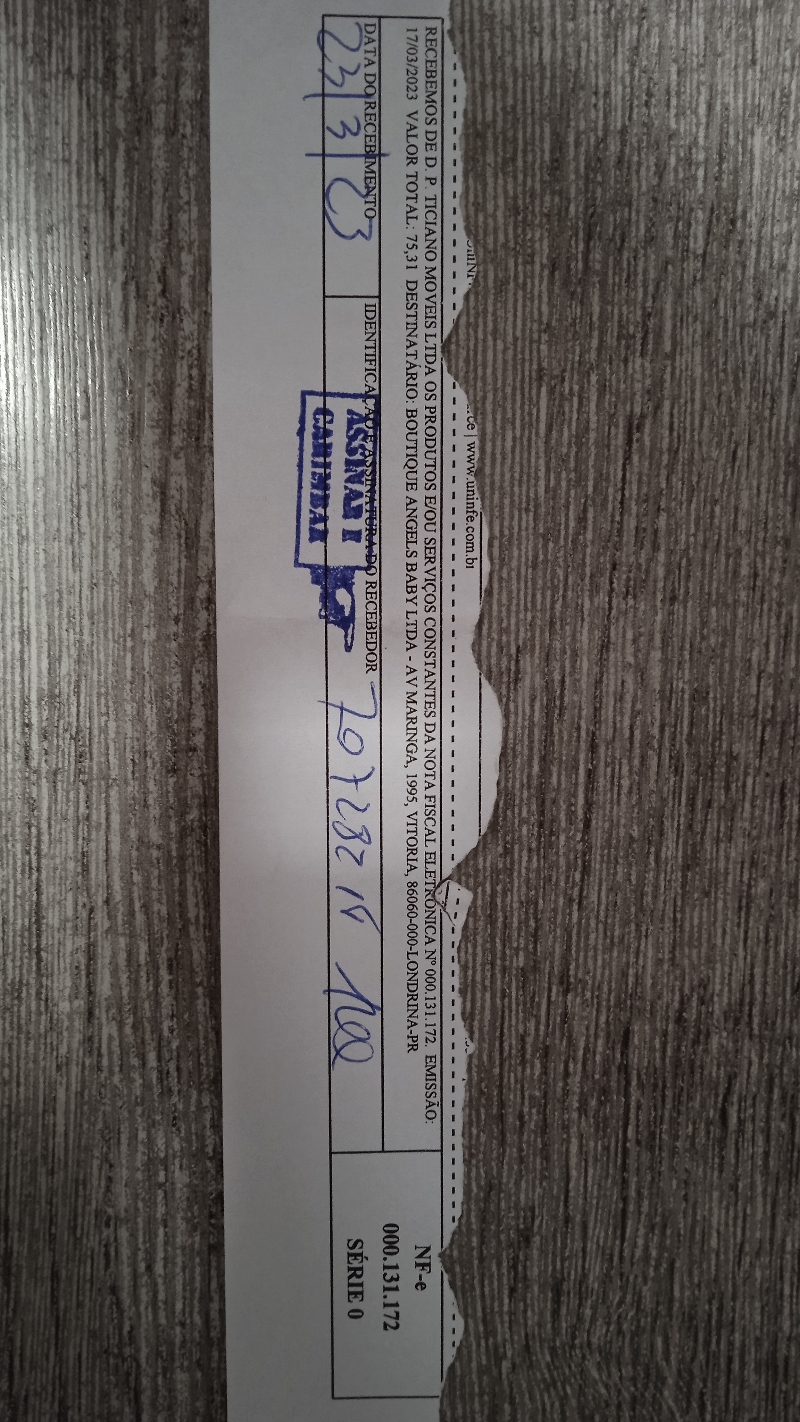 www.uninfe.com.br
RECEBEMOS DE D. P. TICIANO MOVEIS LTDA OS PRODUTOS E/OU SERVIÇOS CONSTANTES DA NOTA FISCAL ELETRÔNICA Nº 000.131.172. EMISSÃO:
17/03/2023 VALOR TOTAL: 75,31 DESTINATÁRIO: BOUTIQUE ANGELS BABY LTDA - AV MARINGA, 1995, VITORIA, 86060-000-LONDRINA-PR
NF-e
000.131.172
SÉRIE 0
DATA DO RECEBIMENTO
23/3/23
IDENTIFICAÇÃO E ASSINATURA DO RECEBEDOR
ASSINAR E
CARIMBAR